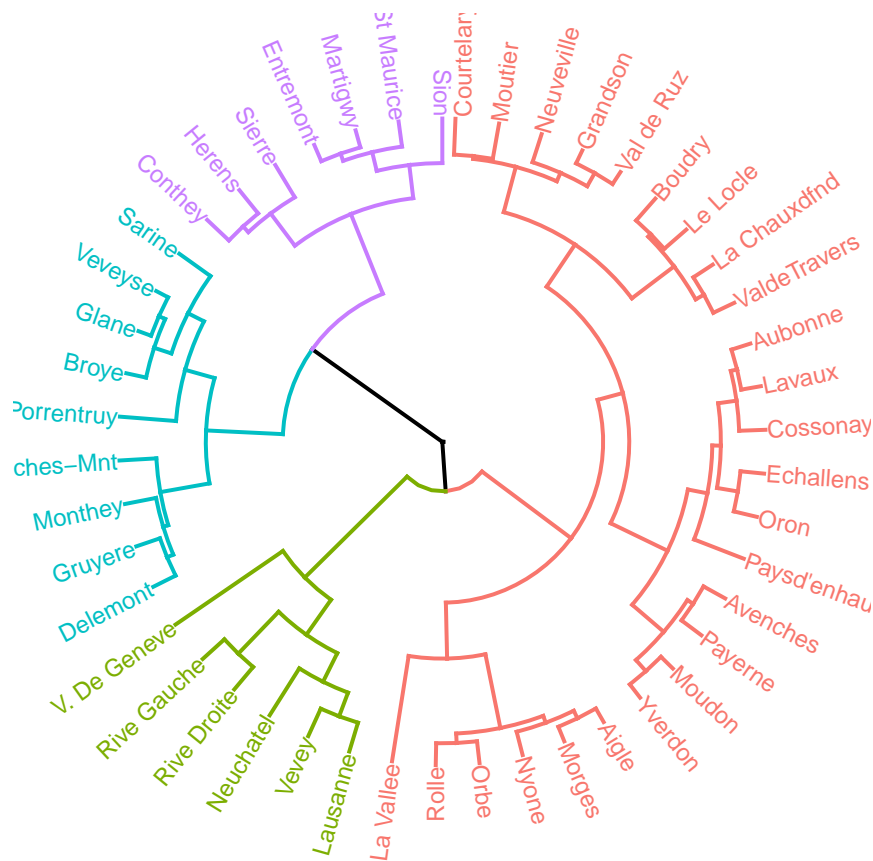 Courtelary
Moutier
Neuveville
Grandson
Val de Ruz
Boudry
Le Locle
La Chauxdfnd
ValdeTravers
Aubonne
Lavaux
Cossonay
Echallens
Oron
Paysd'enhau
Avenches
Payerne
Moudon
Yverdon
Aigle
Morges
Nyone
Orbe
Rolle
La Vallee
Lausanne
Vevey
Neuchatel
Rive Droite
Rive Gauche
V. De Geneve
Delemont
Gruyere
Monthey
ches−Mnt
Porrentruy
Broye
Glane
Veveyse
Sarine
Conthey
Herens
Sierre
Entremont
Martigwy
St Maurice
Sion